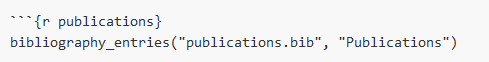 ```{r publications}
bibliography_entries("publications.bib", "Publications")